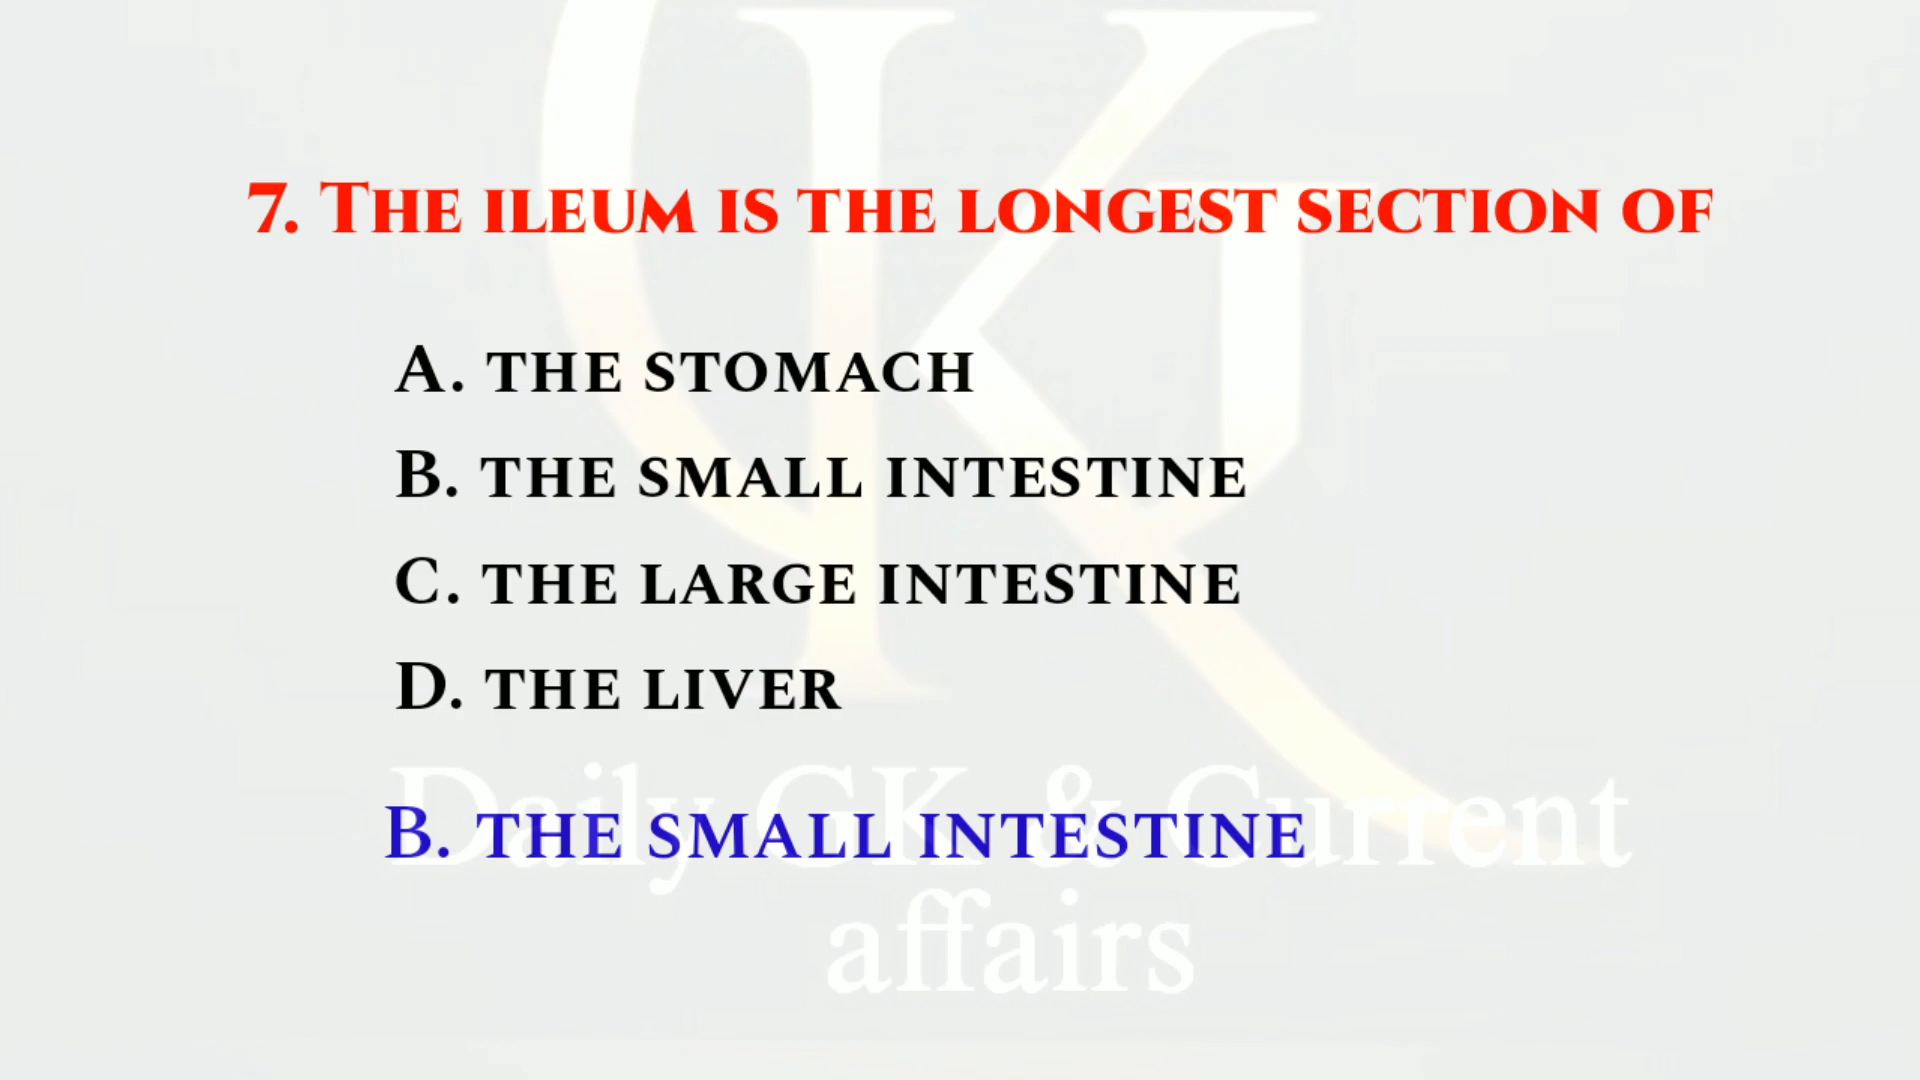 7. The ileum is the longest section of
A. the stomach
B. the small intestine
C. the large intestine
D. the liver
B. the small intestine
Daily GK & Current
affairs